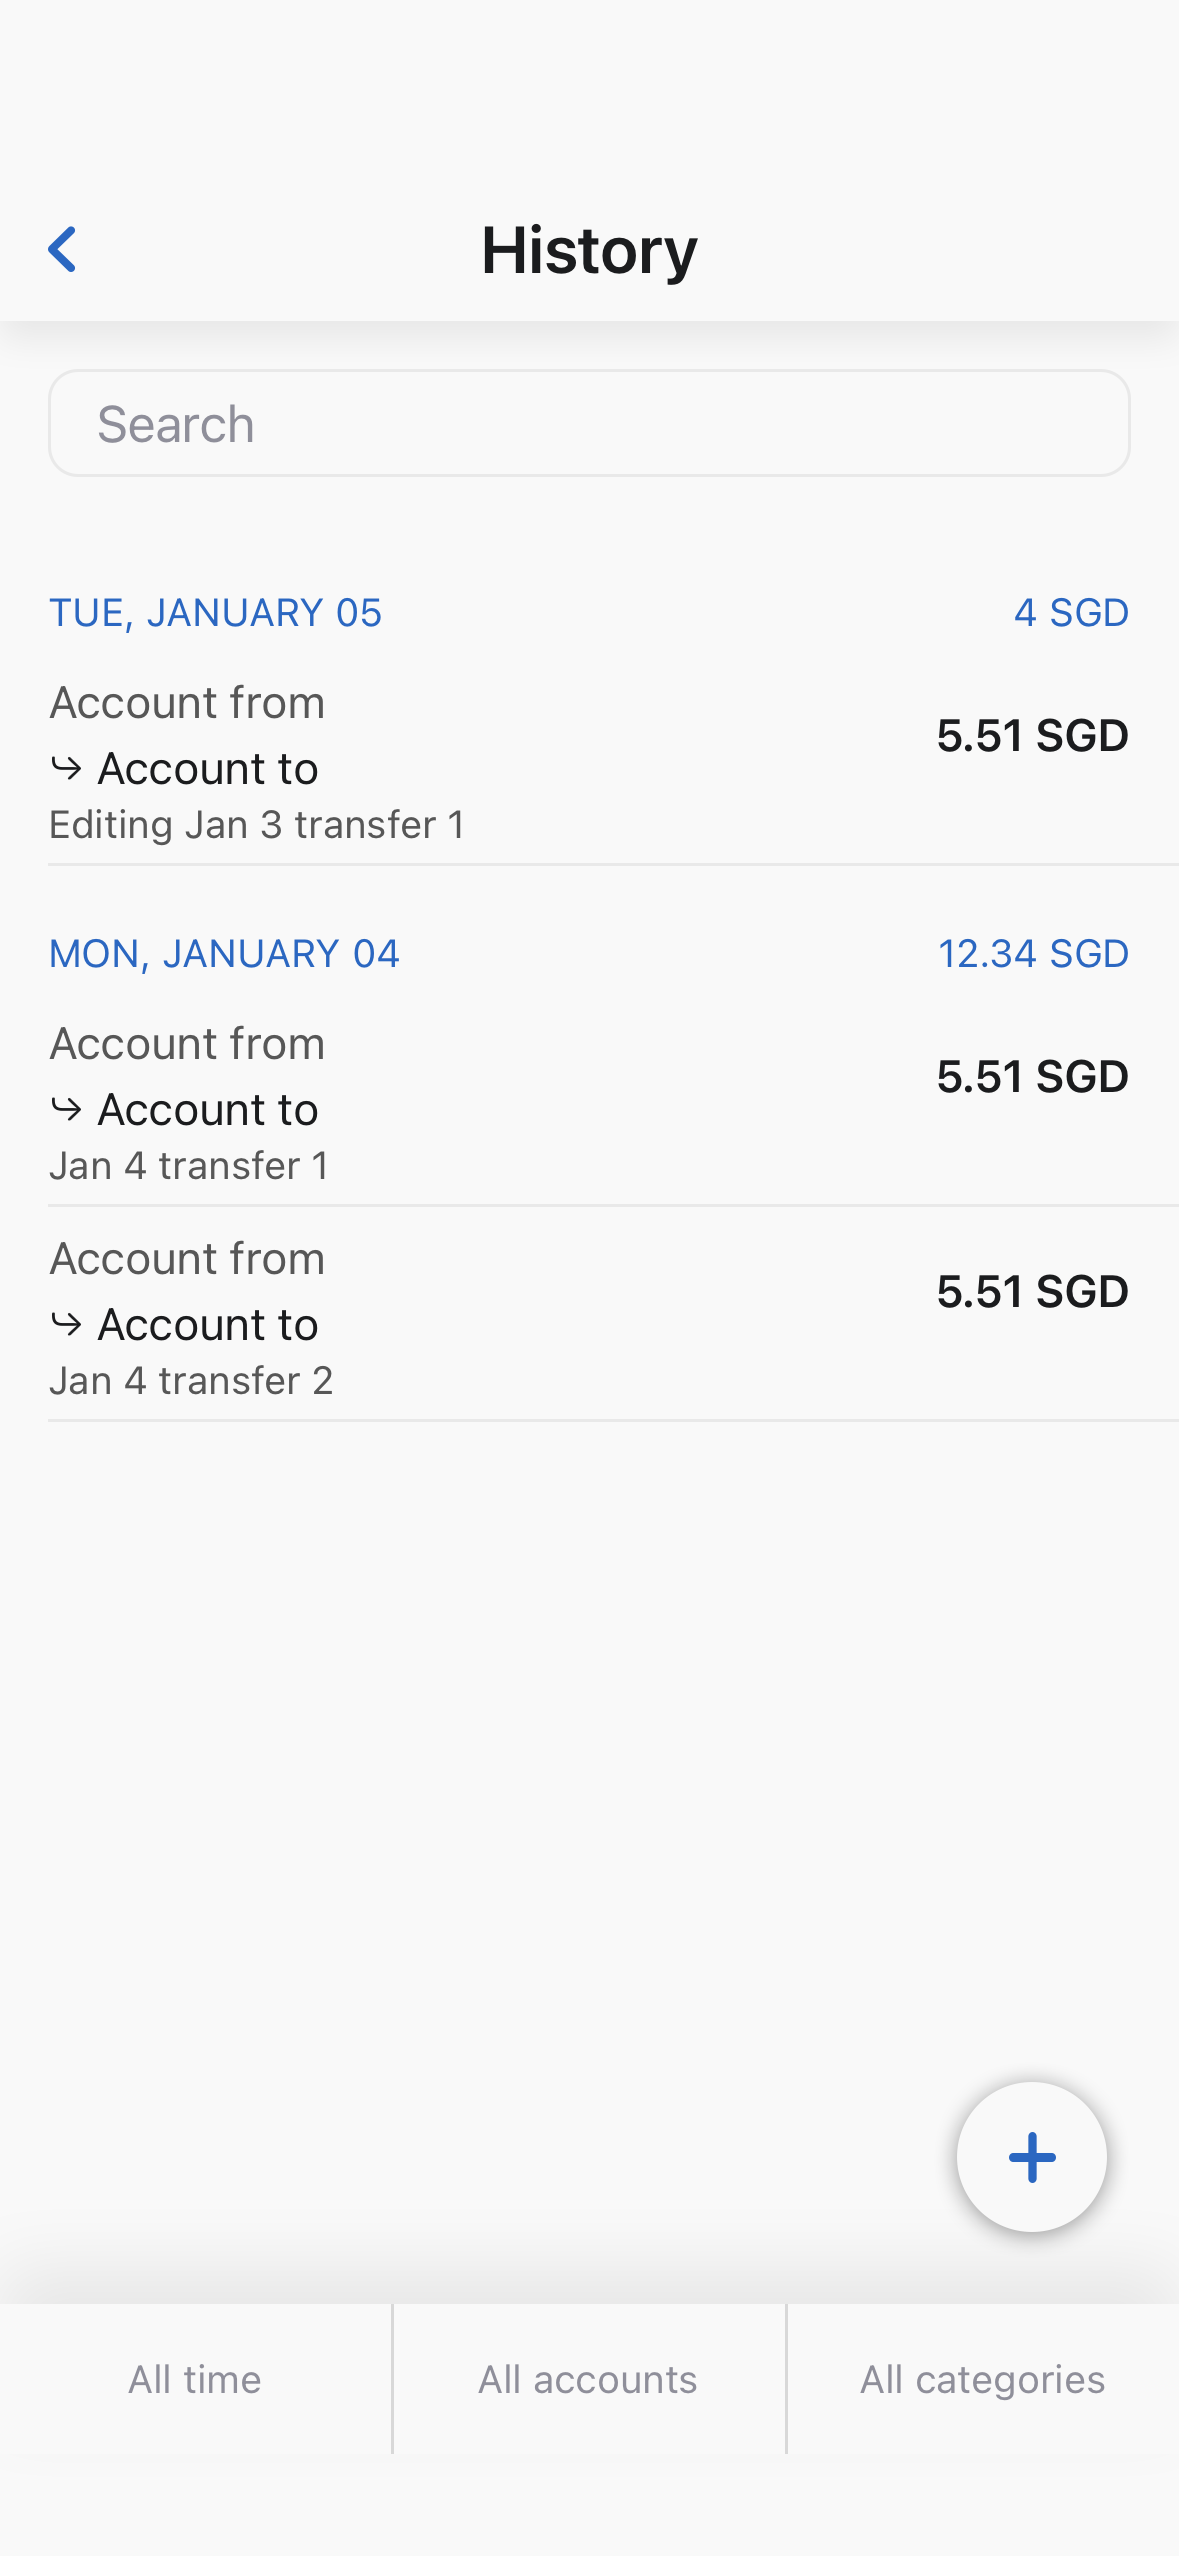 History
Search
TUE, JANUARY 05 4 SGD
Account from
5.51 SGD
Account to
Editing Jan 3 transfer 1
MON, JANUARY 04 12.34 SGD
Account from
5.51 SGD
Account to
Jan 4 transfer 1
Account from
5.51 SGD
Account to
Jan 4 transfer 2
All time All accounts All categories